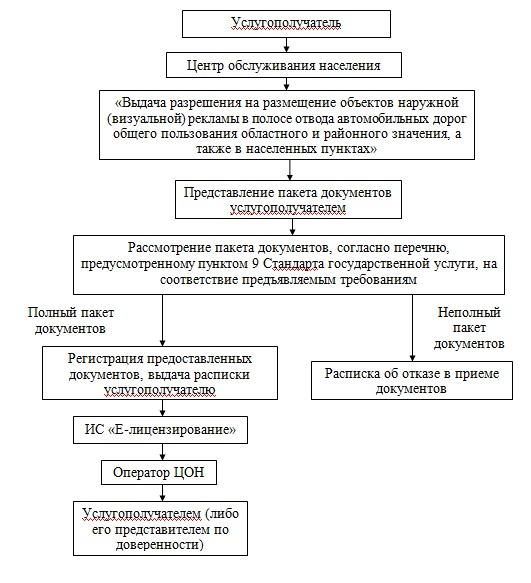 Услугополучатель
Центр обслуживания населения
«Выдача разрешения на размещение объектов наружной
(визуальной) рекламы в полосе отвода автомобильных дорог
общего пользования областного и районного значения, а
также в населенных пунктах»
Представление пакета документов
услугополучателем
Рассмотрение пакета документов, согласно перечню,
предусмотренному пунктом 9 Стандарта государственной услуги, на
соответствие предъявляемым требованиям
Полный пакет
документов
Неполный
пакет
документов
Регистрация предоставленных
документов, выдача расписки
услугополучателю
Расписка об отказе в приеме
документов
ИС «Е-лицензирование»
Оператор ЦОН
Услугополучателем (либо
его представителем по
доверенности)